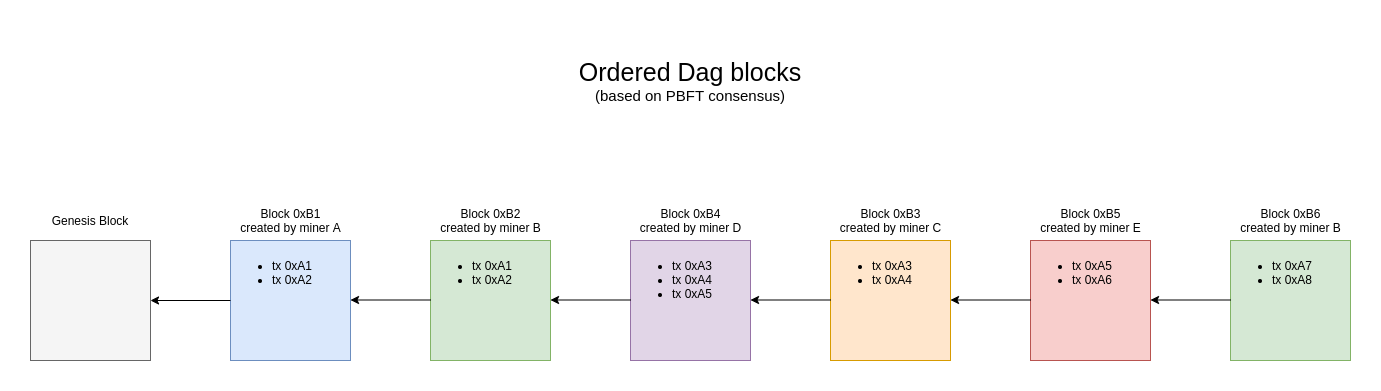 Ordered Dag blocks
(based on PBFT consensus)
Genesis Block
Block 0xB1
created by miner A
• tx 0xA1
• tx 0xA2
Block 0xB2
created by miner B
• tx 0xA1
• tx 0xA2
Block 0xB4
created by miner D
• tx 0xA3
• tx 0xA4
• tx 0xA5
Block 0xB3
created by miner C
• tx 0xA3
• tx 0xA4
Block 0xB5
created by miner E
• tx 0xA5
• tx 0xA6
Block 0xB6
created by miner B
• tx 0xA7
• tx 0xA8